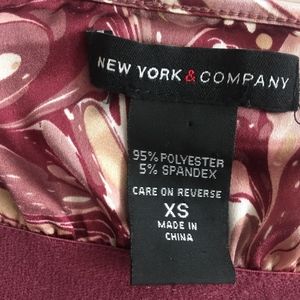 NEW YORK & COMPANY
95% POLYESTER
5% SPANDEX
CARE ON REVERSE
XS
MADE IN
CHINA